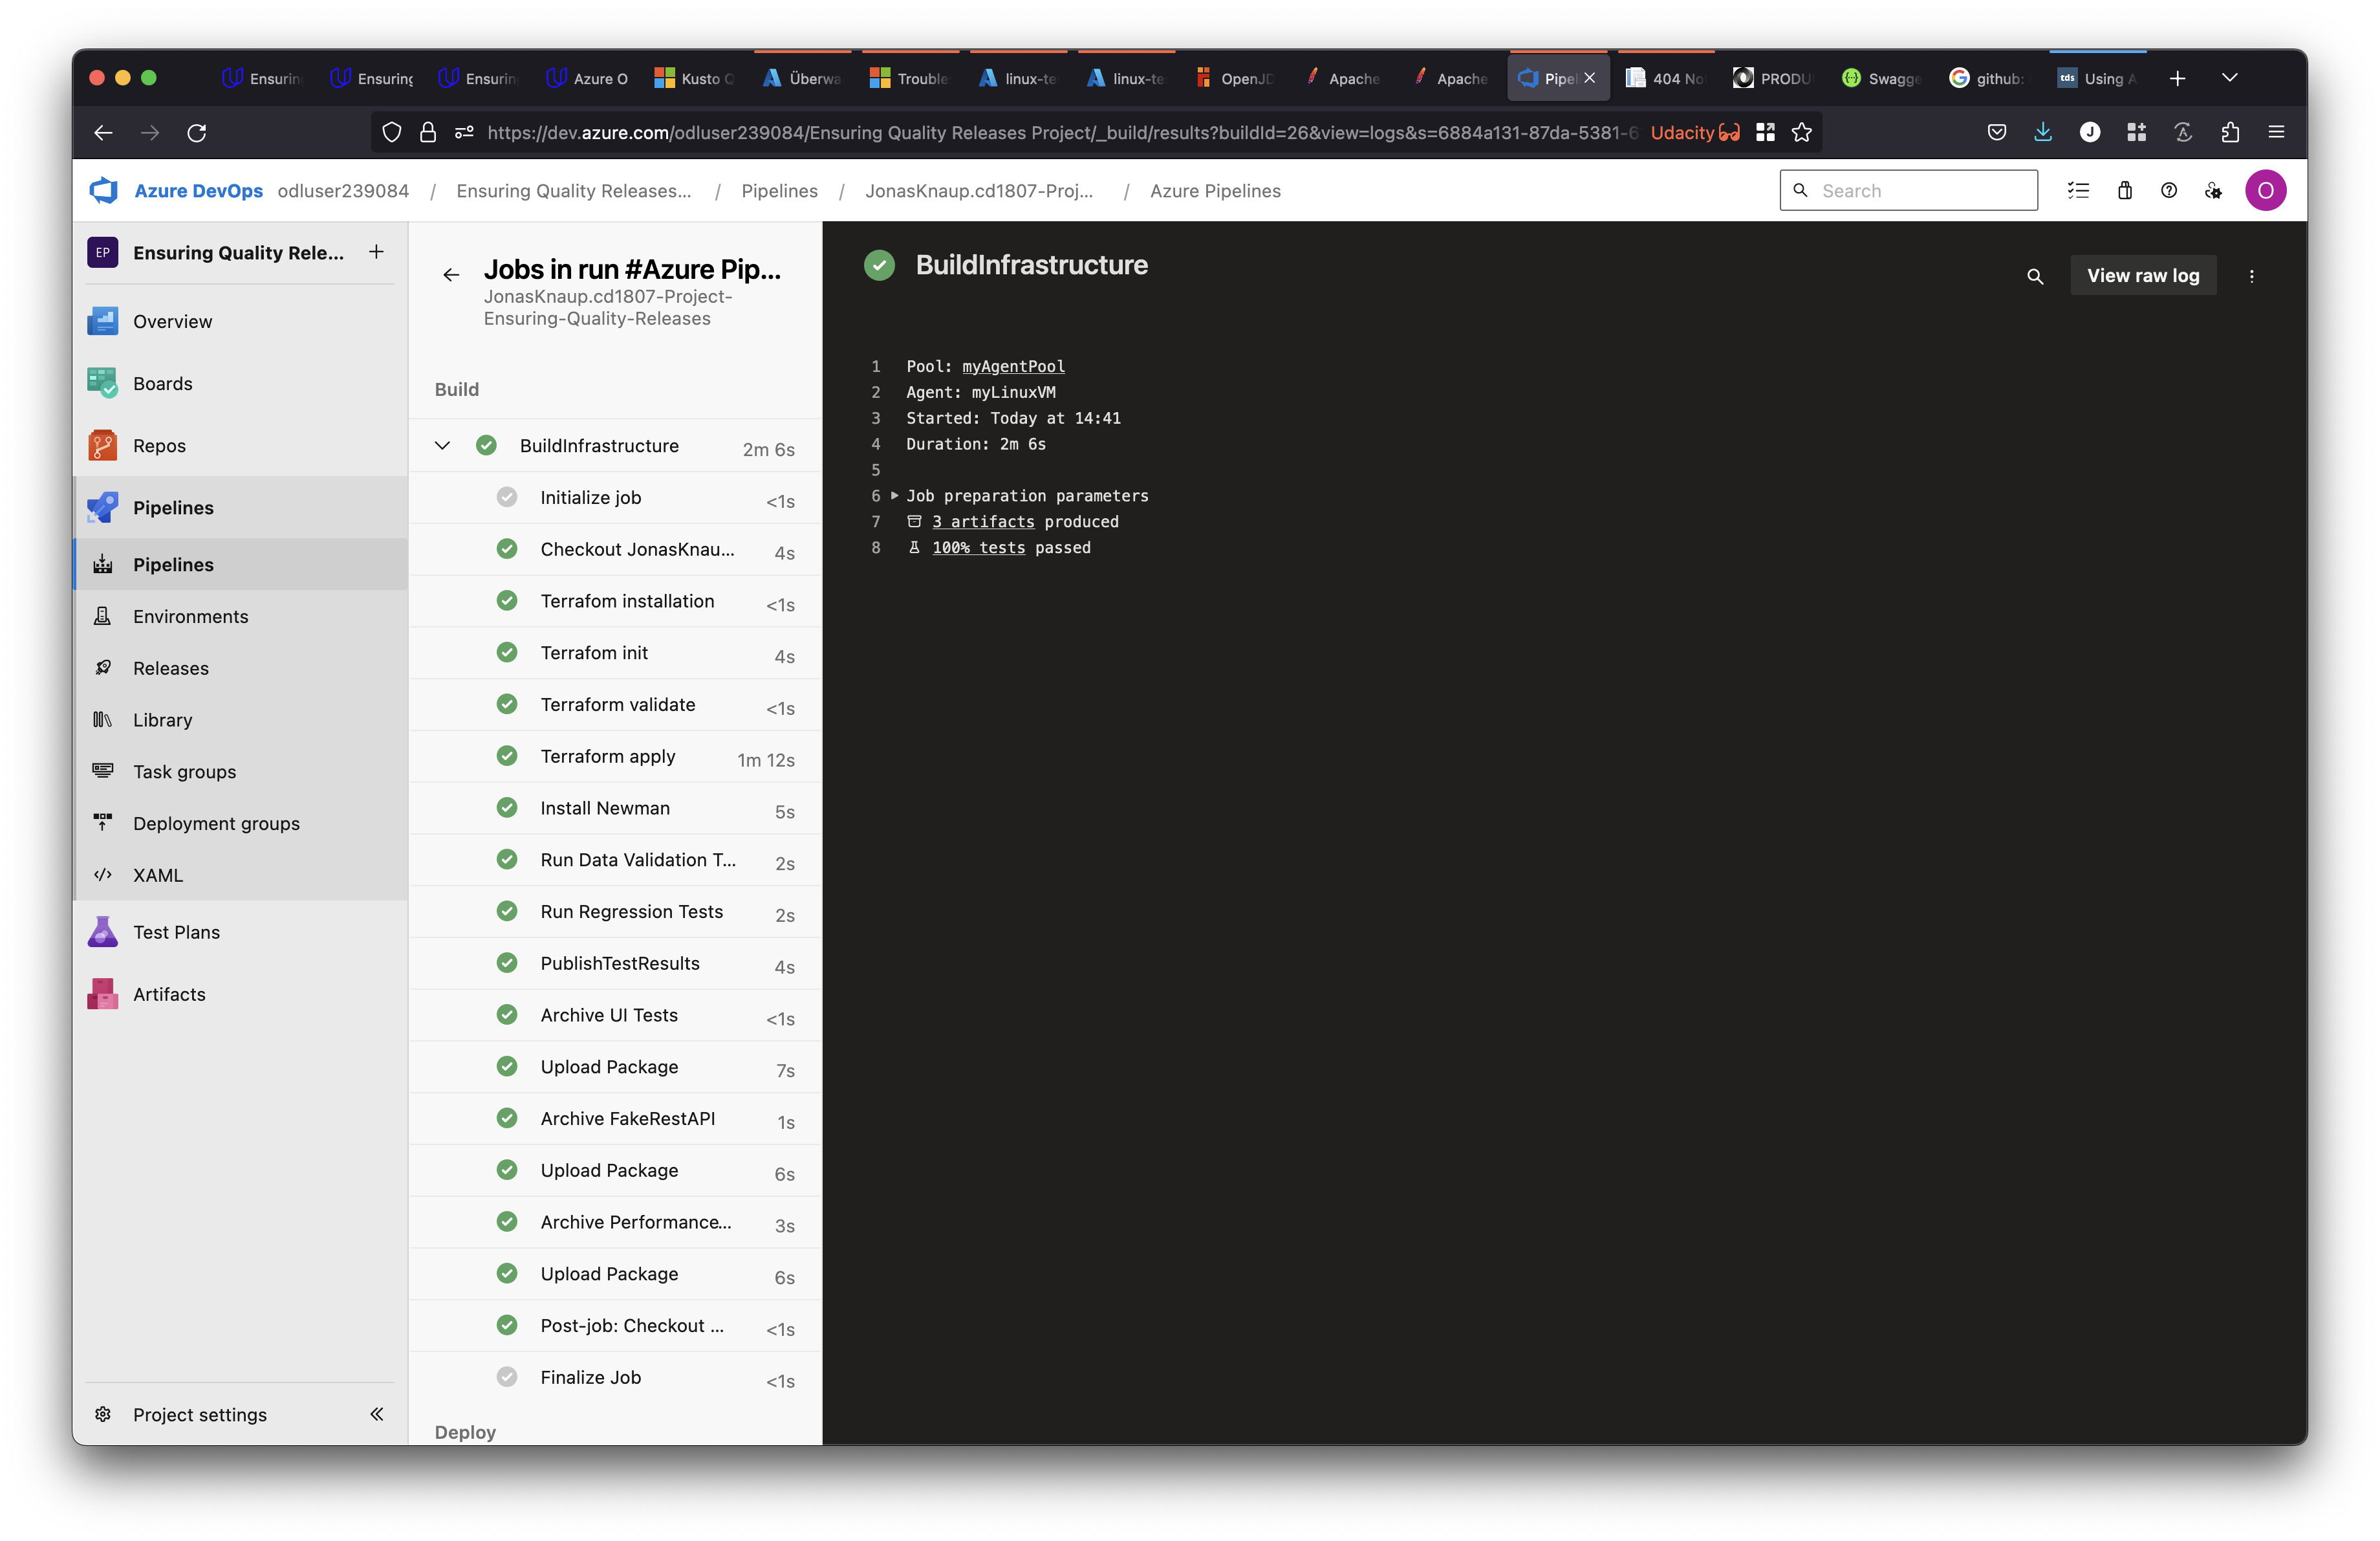 Ensurin Ensuring Ensurin Azure O Kusto Q Überwa Trouble linux-te linux-te OpenJD Apache Apache Pipel 404 No PRODU Swagge github: tds Using A
https://dev.azure.com/odluser239084/Ensuring Quality Releases Project/_build/results?buildId=26&view=logs&s=6884a131-87da-5381-6 Udacity J
Azure DevOps odluser239084 / Ensuring Quality Releases... / Pipelines / JonasKnaup.cd1807-Proj... / Azure Pipelines Search O
EP Ensuring Quality Rele...
Overview
Boards
Repos
Pipelines
Pipelines
Environments
Releases
Library
Task groups
Deployment groups
XAML
Test Plans
Artifacts
Project settings
Jobs in run #Azure Pip...
JonasKnaup.cd1807-Project-
Ensuring-Quality-Releases
Build
BuildInfrastructure 2m 6s
Initialize job <1s
Checkout JonasKnau... 4s
Terrafom installation <1s
Terrafom init 4s
Terraform validate <1s
Terraform apply 1m 12s
Install Newman 5s
Run Data Validation T... 2s
Run Regression Tests 2s
PublishTestResults 4s
Archive UI Tests <1s
Upload Package 7s
Archive FakeRestAPI 1s
Upload Package 6s
Archive Performance... 3s
Upload Package 6s
Post-job: Checkout ... <1s
Finalize Job <1s
Deploy
BuildInfrastructure
View raw log
1 Pool: myAgentPool
2 Agent: myLinuxVM
3 Started: Today at 14:41
4 Duration: 2m 6s
5
6 Job preparation parameters
7 3 artifacts produced
8 100% tests passed